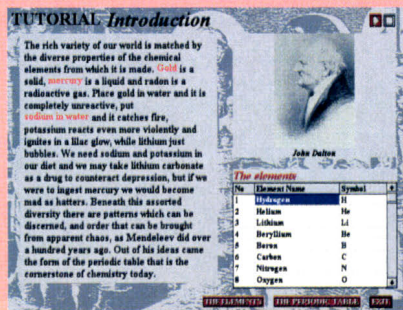 TUTORIAL Introduction
The rich variety of our world is matched by
the diverse properties of the chemical
elements from which it is made. Gold is a
solid, mercury is a liquid and radon is a
radioactive gas. Place gold in water and it is
completely unreactive, put
sodium in water and it catches fire,
potassium reacts even more violently and
ignites in a lilac glow, while lithium just
bubbles. We need sodium and potassium in
our diet and we may take lithium carbonate
as a drug to counteract depression, but if we
were to ingest mercury we would become
mad as hatters. Beneath this assorted
diversity there are patterns which can be
discerned, and order that can be brought
from apparent chaos, as Mendeleev did over
a hundred years ago. Out of his ideas came
the form of the periodic table that is the
cornerstone of chemistry today.
John Dalton
The elements
No Element Name Symbol
1 Hydrogen H
2 Helium He
3 Lithium Li
4 Beryllium Be
5 Boron B
6 Carbon C
7 Nitrogen N
8 Oxygen O
THE ELEMENTS THE PERIODIC TABLE EXIT